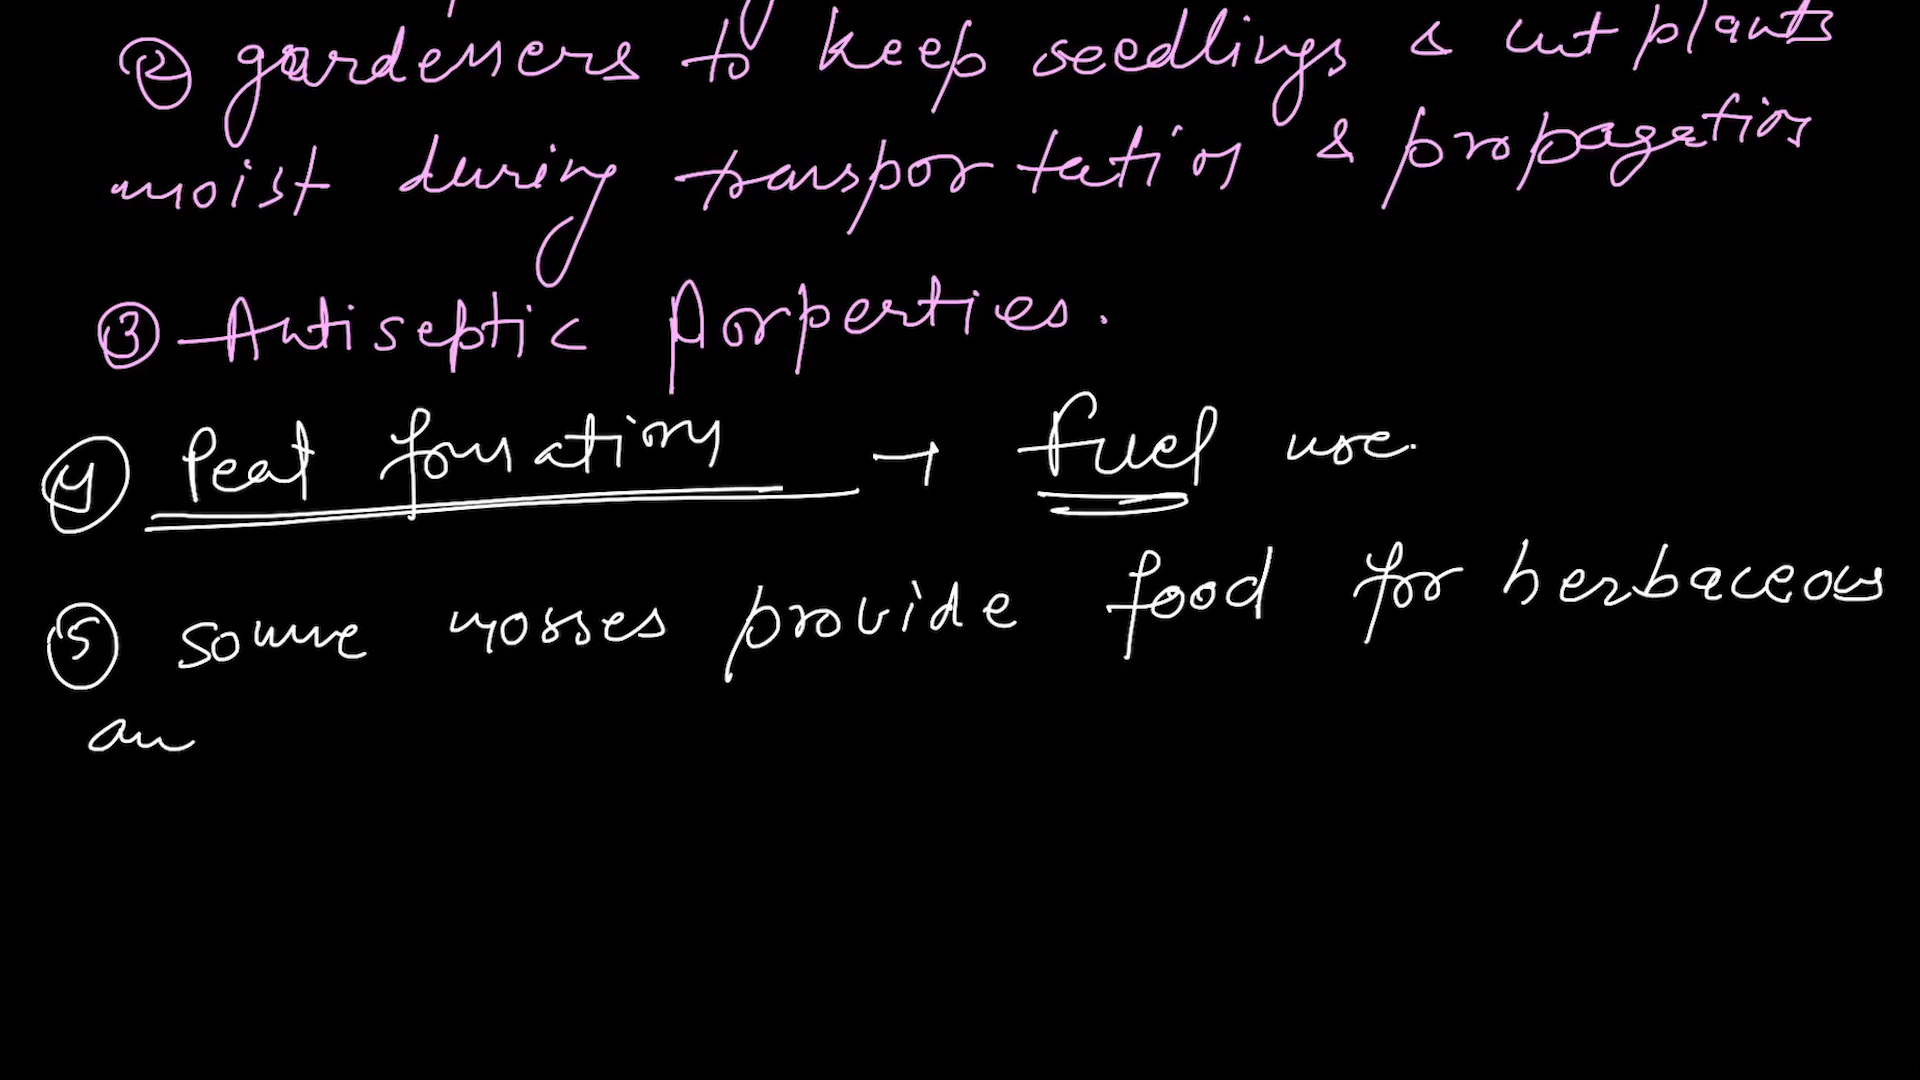 ② gardeners to keep seedlings & cut plants
moist during transportation & propagation
③ Antiseptic Porperties.
④ Peat formation → fuel use.
⑤ some mosses provide food for herbaceous
an